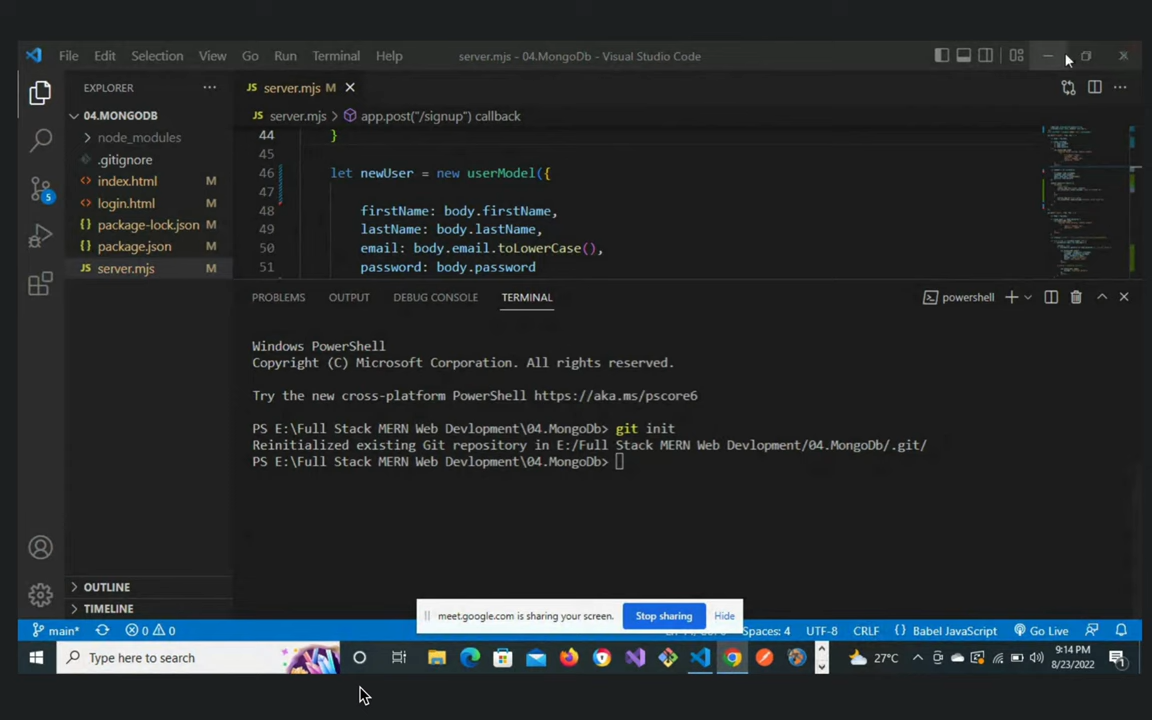 File Edit Selection View Go Run Terminal Help
server.mjs - 04.MongoDb - Visual Studio Code
EXPLORER
04.MONGODB
node_modules
.gitignore
index.html M
login.html M
package-lock.json M
package.json M
server.mjs M
OUTLINE
TIMELINE
server.mjs M
server.mjs > app.post("/signup") callback
44 }
45
46 let newUser = new userModel({
47
48 firstName: body.firstName,
49 lastName: body.lastName,
50 email: body.email.toLowerCase(),
51 password: body.password
PROBLEMS OUTPUT DEBUG CONSOLE TERMINAL
powershell
Windows PowerShell
Copyright (C) Microsoft Corporation. All rights reserved.
Try the new cross-platform PowerShell https://aka.ms/pscore6
PS E:\Full Stack MERN Web Devlopment\04.MongoDb> git init
Reinitialized existing Git repository in E:/Full Stack MERN Web Devlopment/04.MongoDb/.git/
PS E:\Full Stack MERN Web Devlopment\04.MongoDb>
meet.google.com is sharing your screen. Stop sharing Hide
5
main* 0 0 Spaces: 4 UTF-8 CRLF {} Babel JavaScript Go Live
Type here to search
27°C
9:14 PM
8/23/2022
1